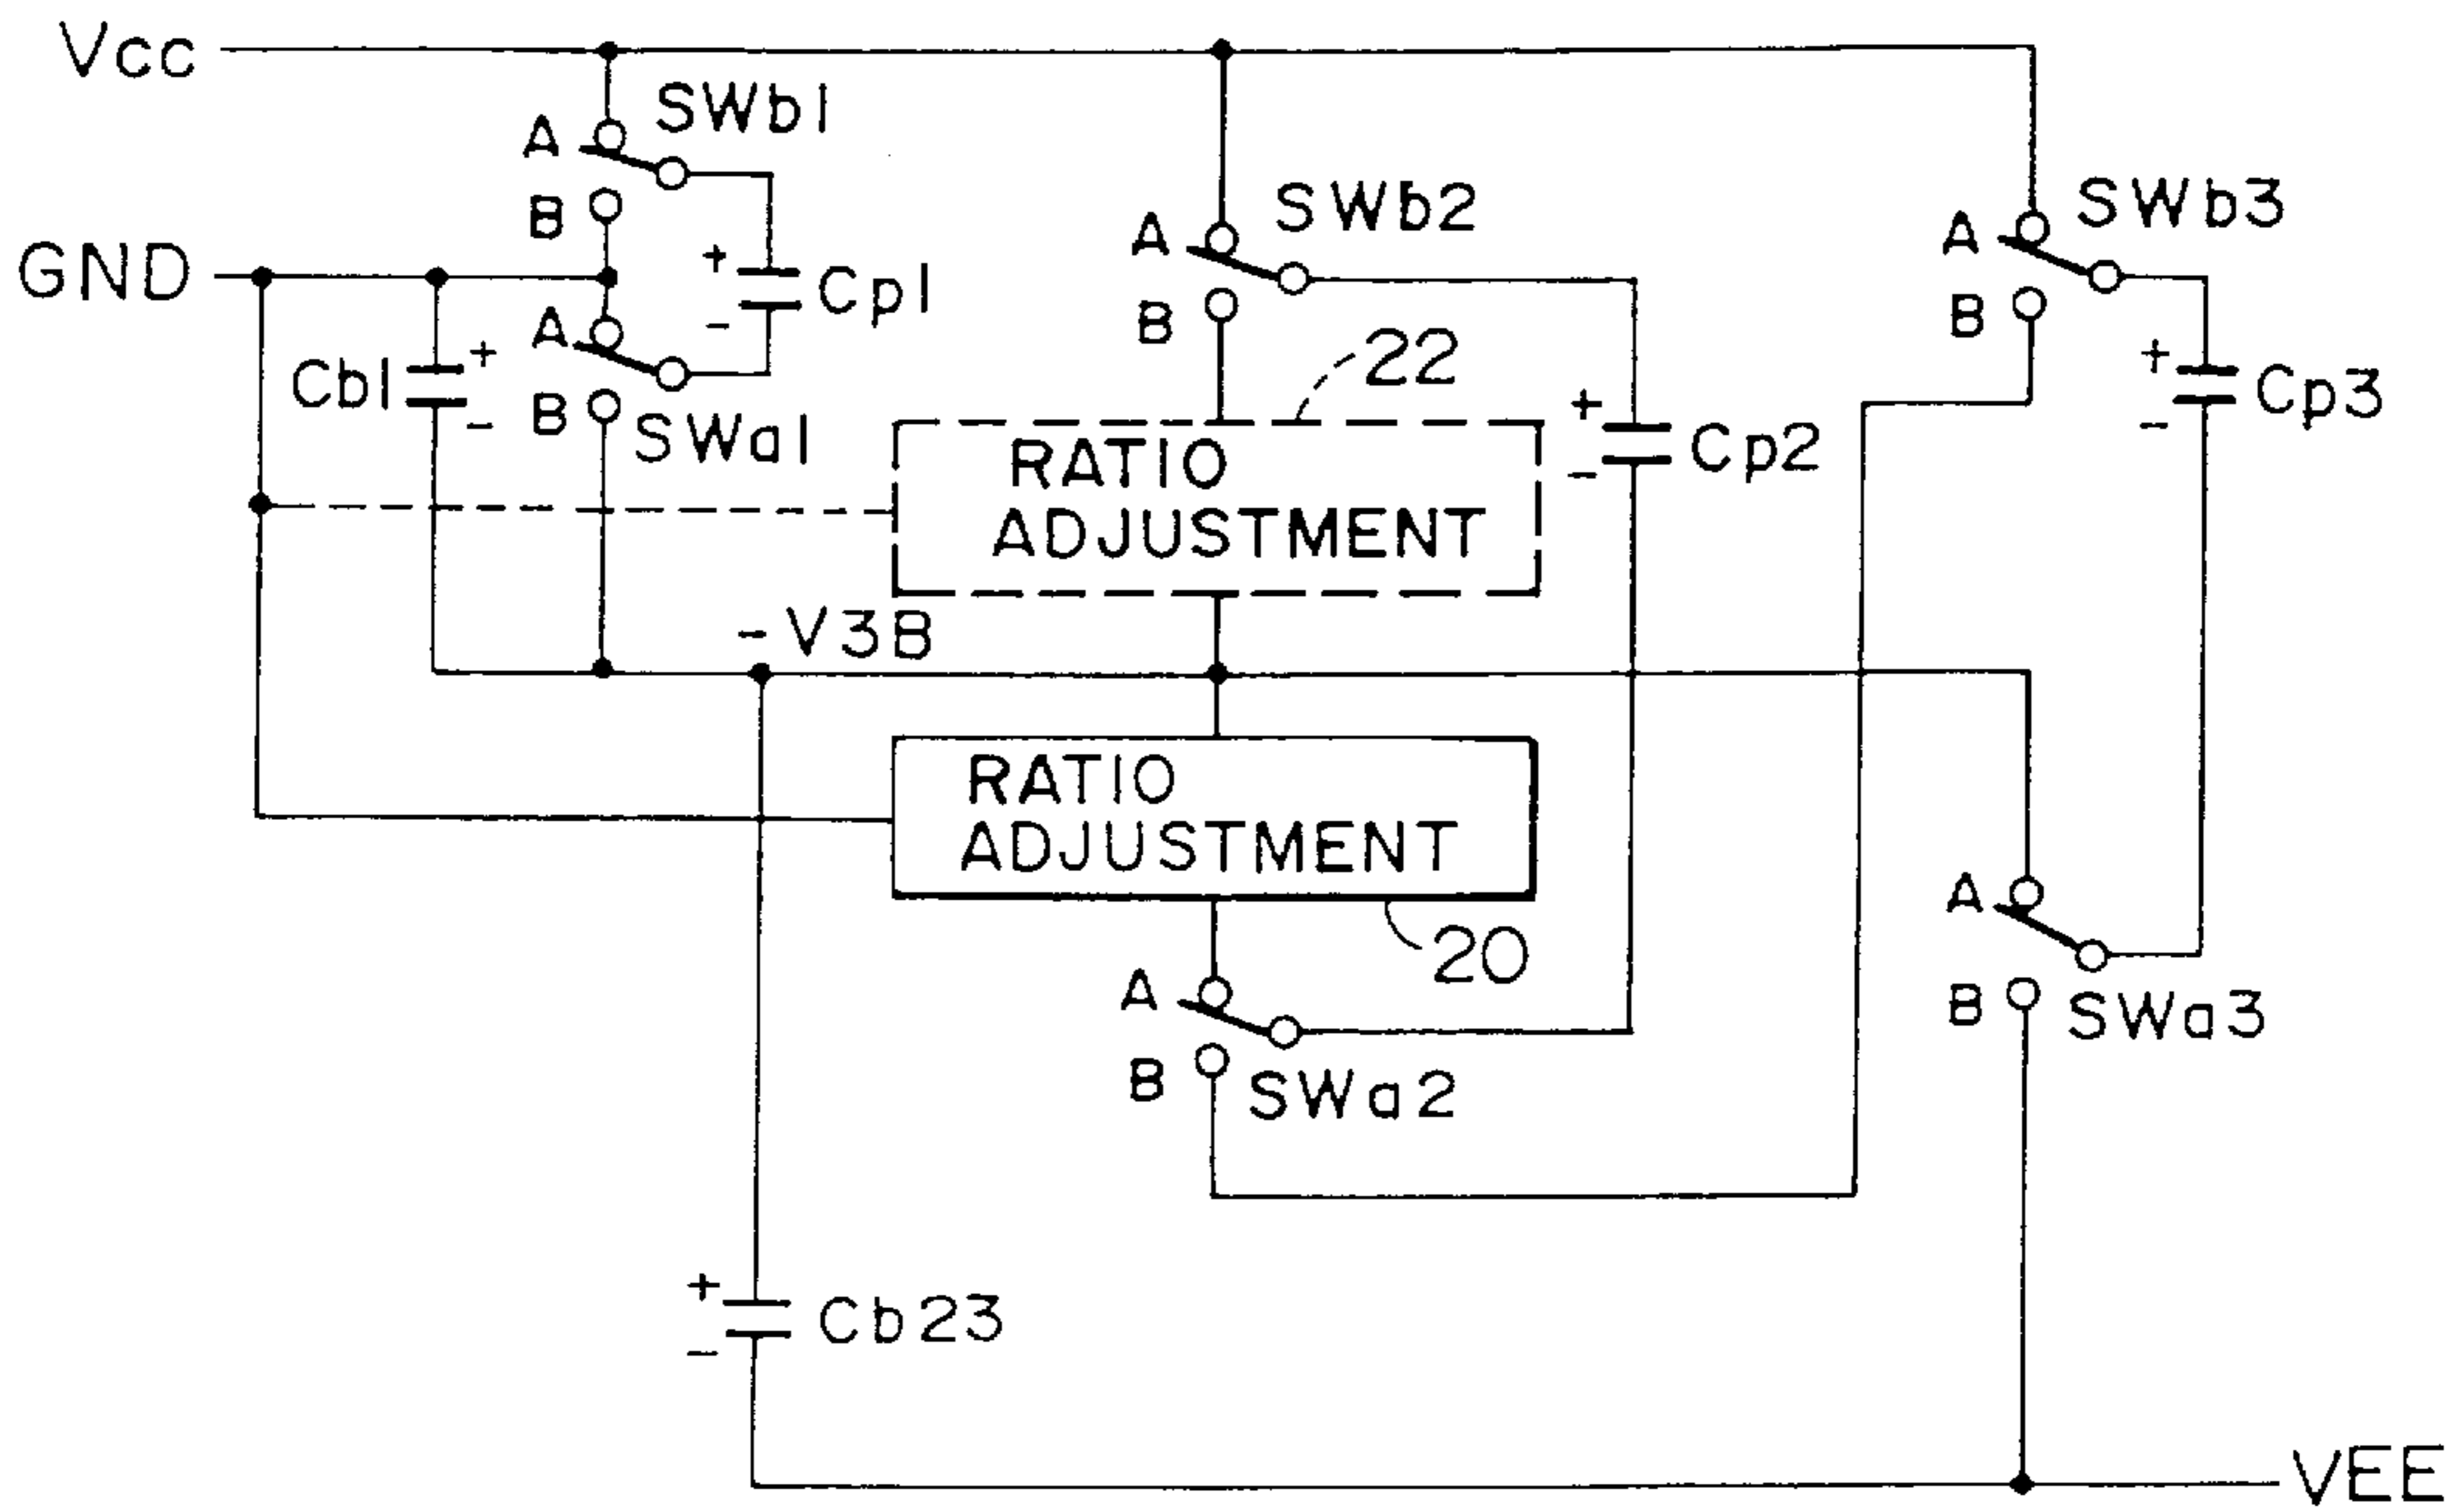 Vcc
SWb1
A
B
GND
+
Cp1
-
A
Cb1
+
-
B
SWa1
SWb2
A
B
22
+
Cp2
-
SWb3
A
B
+
Cp3
-
RATIO
ADJUSTMENT
-V3B
RATIO
ADJUSTMENT
20
A
B
SWa2
A
B
SWa3
+
Cb23
-
VEE